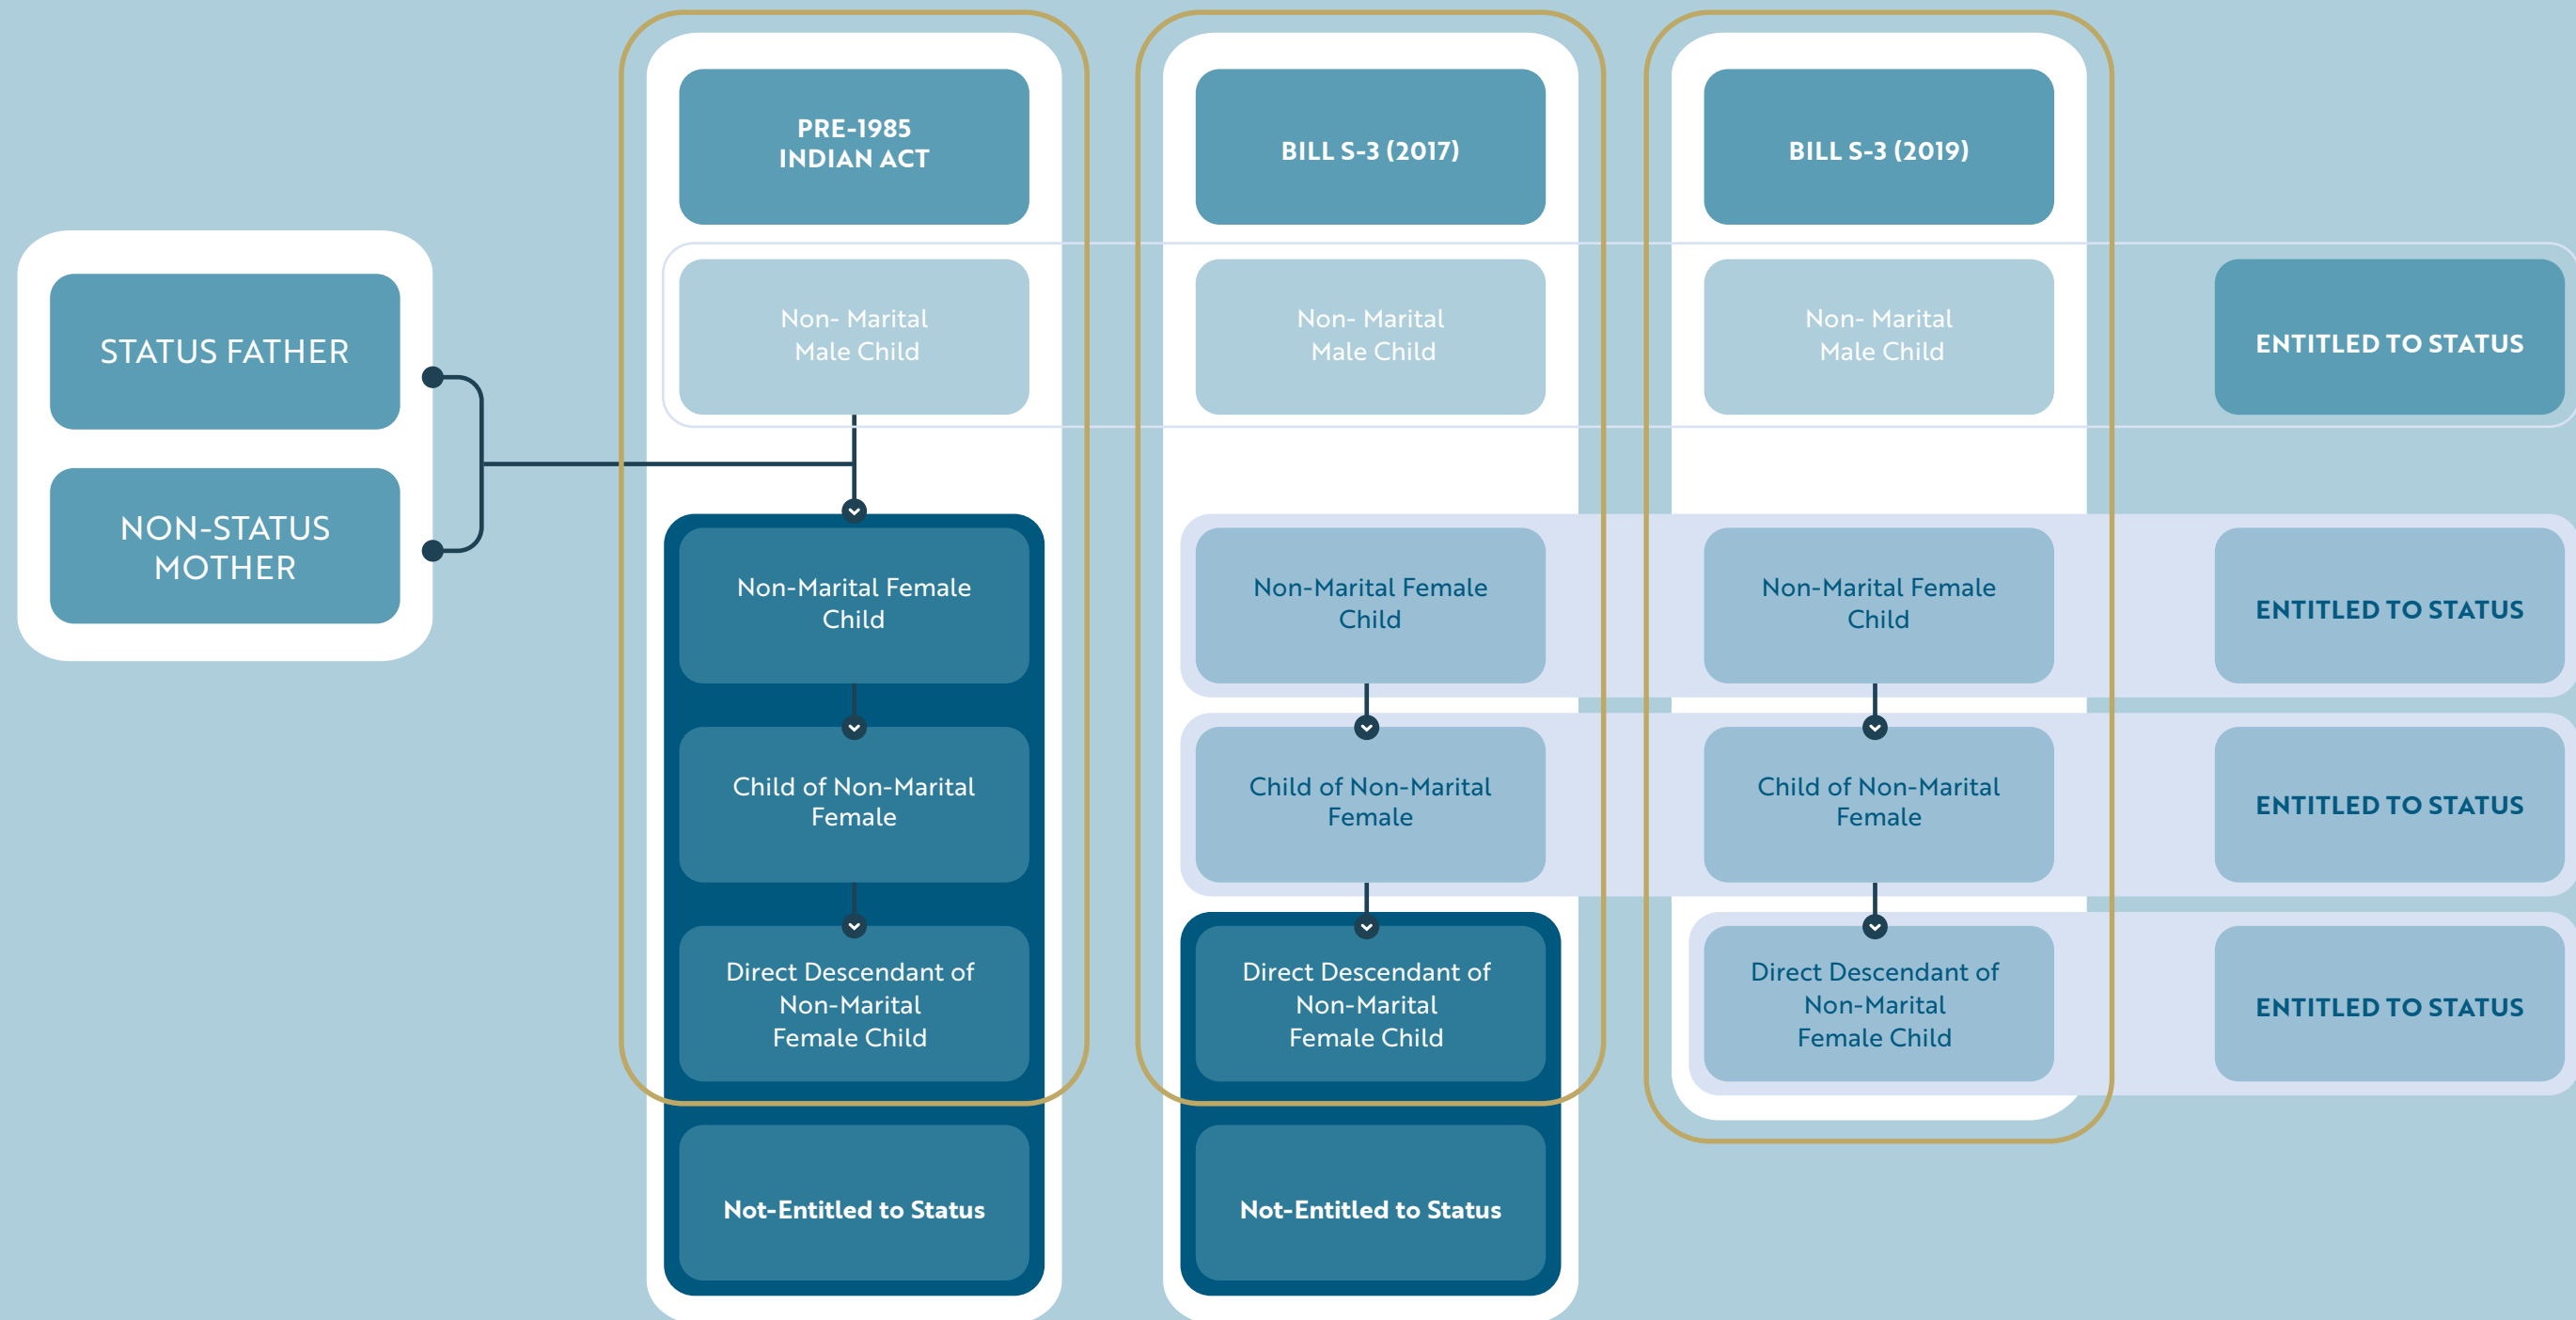 STATUS FATHER
NON-STATUS
MOTHER
PRE-1985
INDIAN ACT
BILL S-3 (2017)
BILL S-3 (2019)
Non- Marital
Male Child
Non- Marital
Male Child
Non- Marital
Male Child
ENTITLED TO STATUS
Non-Marital Female
Child
Non-Marital Female
Child
Non-Marital Female
Child
ENTITLED TO STATUS
Child of Non-Marital
Female
Child of Non-Marital
Female
Child of Non-Marital
Female
ENTITLED TO STATUS
Direct Descendant of
Non-Marital
Female Child
Direct Descendant of
Non-Marital
Female Child
Direct Descendant of
Non-Marital
Female Child
ENTITLED TO STATUS
Not-Entitled to Status
Not-Entitled to Status